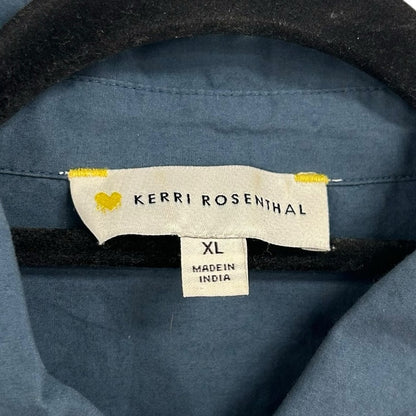 KERRI ROSENTHAL
XL
MADE IN
INDIA